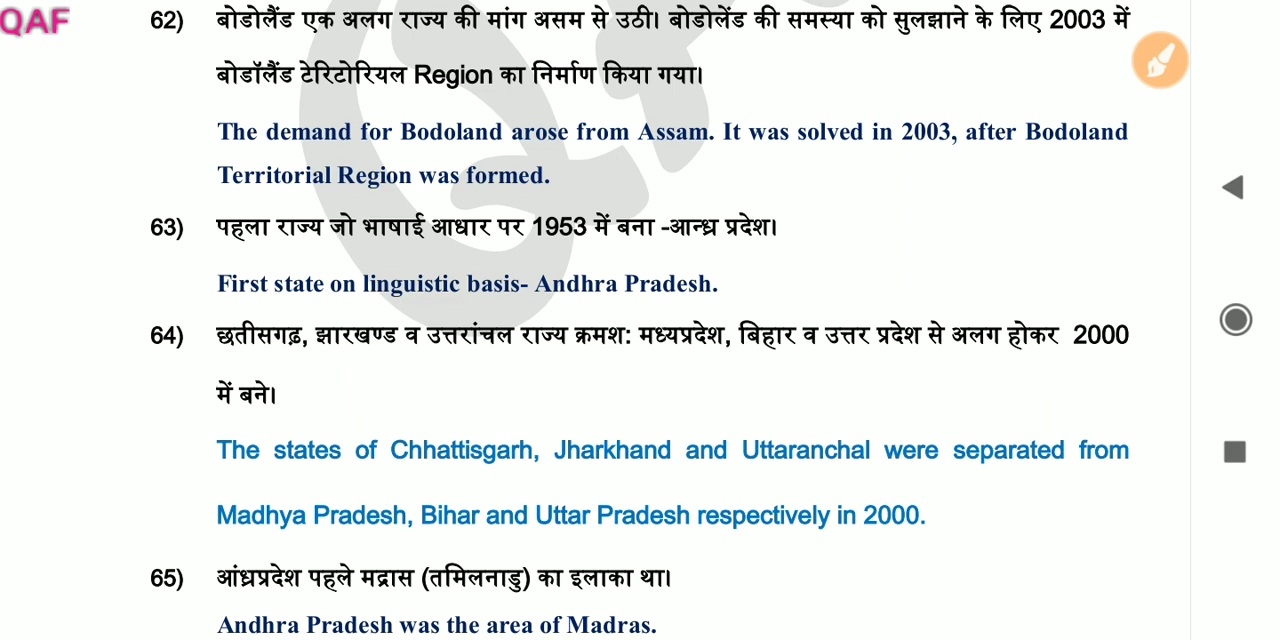 QAF
62) बोडोलैंड एक अलग राज्य की मांग असम से उठी। बोडोलेंड की समस्या को सुलझाने के लिए 2003 में
बोडॉलैंड टेरिटोरियल Region का निर्माण किया गया।
The demand for Bodoland arose from Assam. It was solved in 2003, after Bodoland
Territorial Region was formed.
63) पहला राज्य जो भाषाई आधार पर 1953 में बना -आन्ध्र प्रदेश।
First state on linguistic basis- Andhra Pradesh.
64) छतीसगढ़, झारखण्ड व उत्तरांचल राज्य क्रमश: मध्यप्रदेश, बिहार व उत्तर प्रदेश से अलग होकर 2000
में बने।
The states of Chhattisgarh, Jharkhand and Uttaranchal were separated from
Madhya Pradesh, Bihar and Uttar Pradesh respectively in 2000.
65) आंध्रप्रदेश पहले मद्रास (तमिलनाडु) का इलाका था।
Andhra Pradesh was the area of Madras.